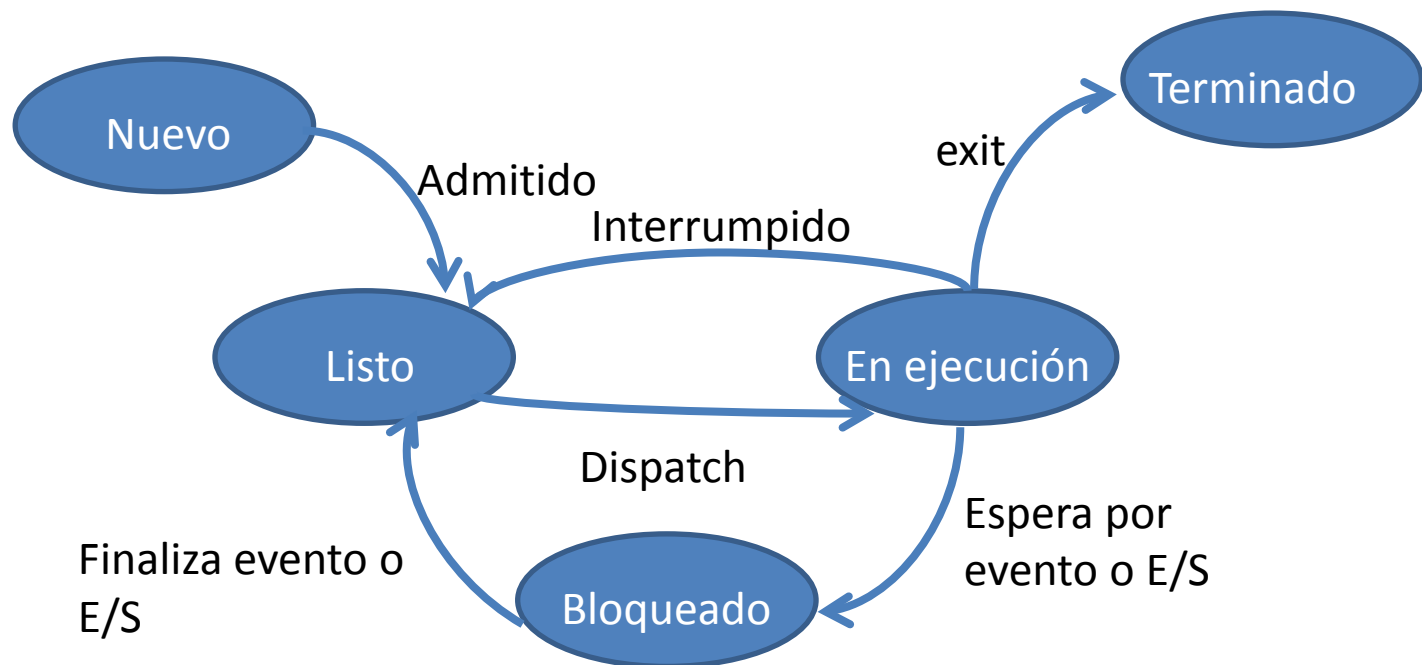 Terminado
Nuevo
exit
Admitido
Interrumpido
Listo
En ejecución
Dispatch
Espera por
evento o E/S
Finaliza evento o
E/S
Bloqueado